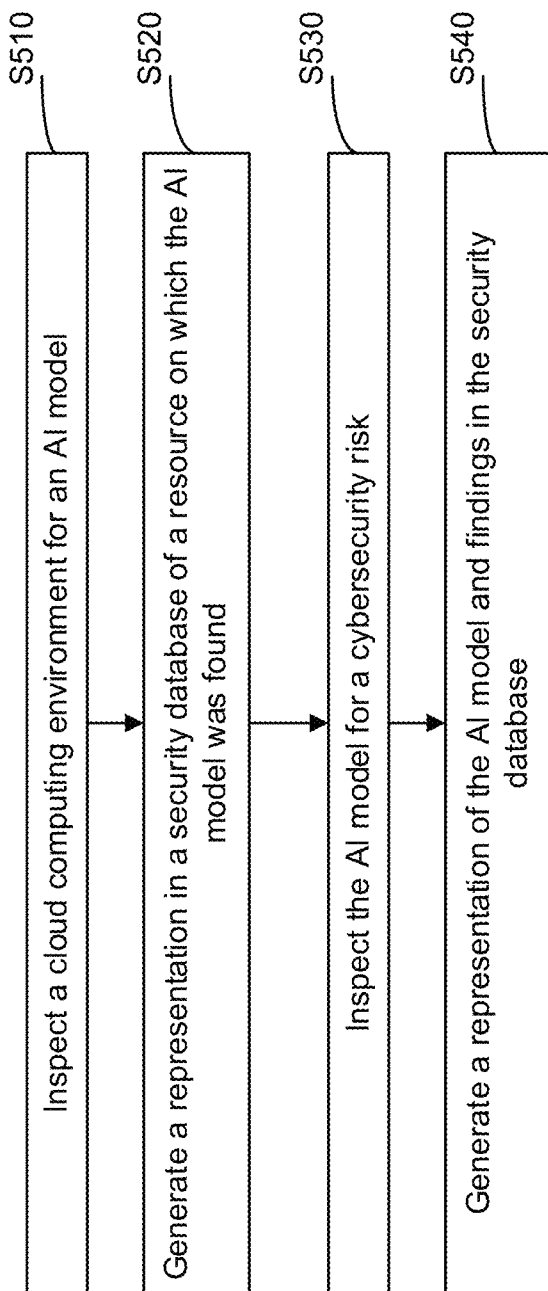 S510
Inspect a cloud computing environment for an AI model
S520
Generate a representation in a security database of a resource on which the AI
model was found
S530
Inspect the AI model for a cybersecurity risk
S540
Generate a representation of the AI model and findings in the security
database